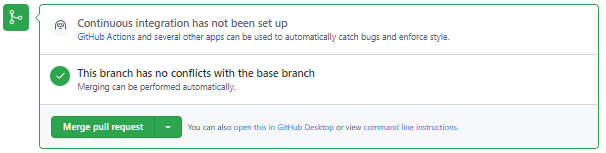 Continuous integration has not been set up
GitHub Actions and several other apps can be used to automatically catch bugs and enforce style.
This branch has no conflicts with the base branch
Merging can be performed automatically.
Merge pull request
You can also open this in GitHub Desktop or view command line instructions.